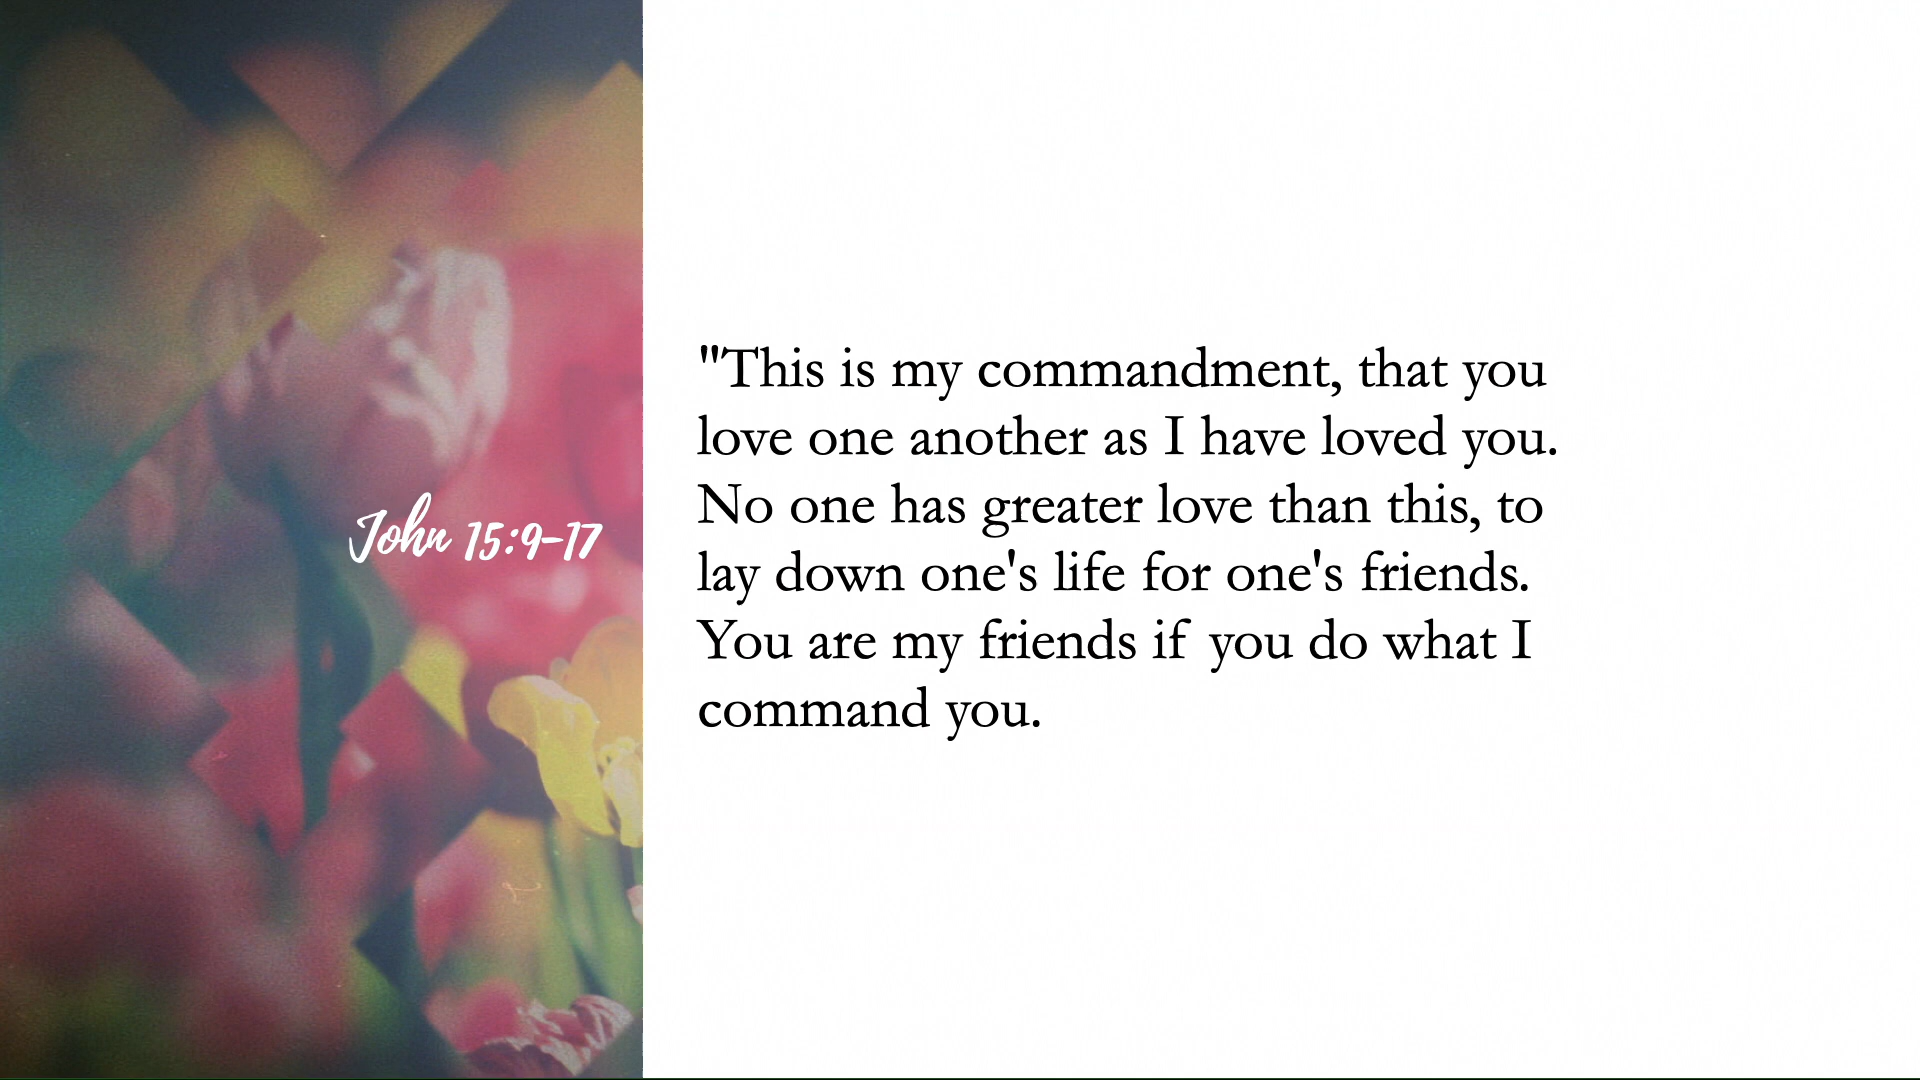 John 15:9-17
"This is my commandment, that you
love one another as I have loved you.
No one has greater love than this, to
lay down one's life for one's friends.
You are my friends if you do what I
command you.